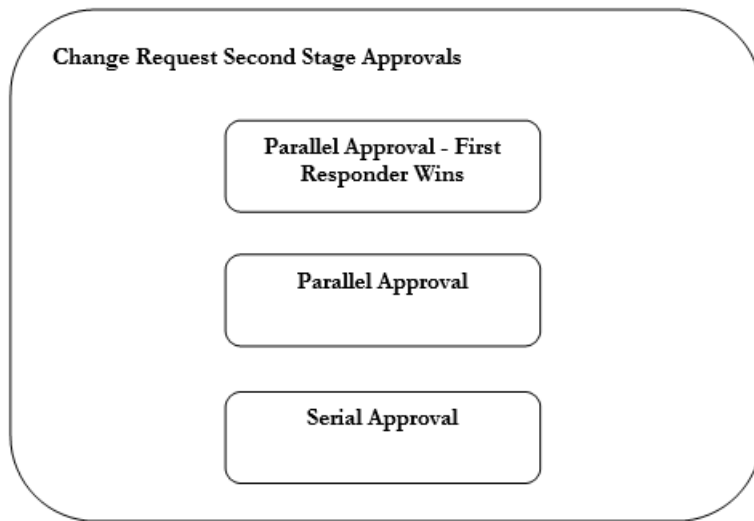 Change Request Second Stage Approvals
Parallel Approval - First
Responder Wins
Parallel Approval
Serial Approval